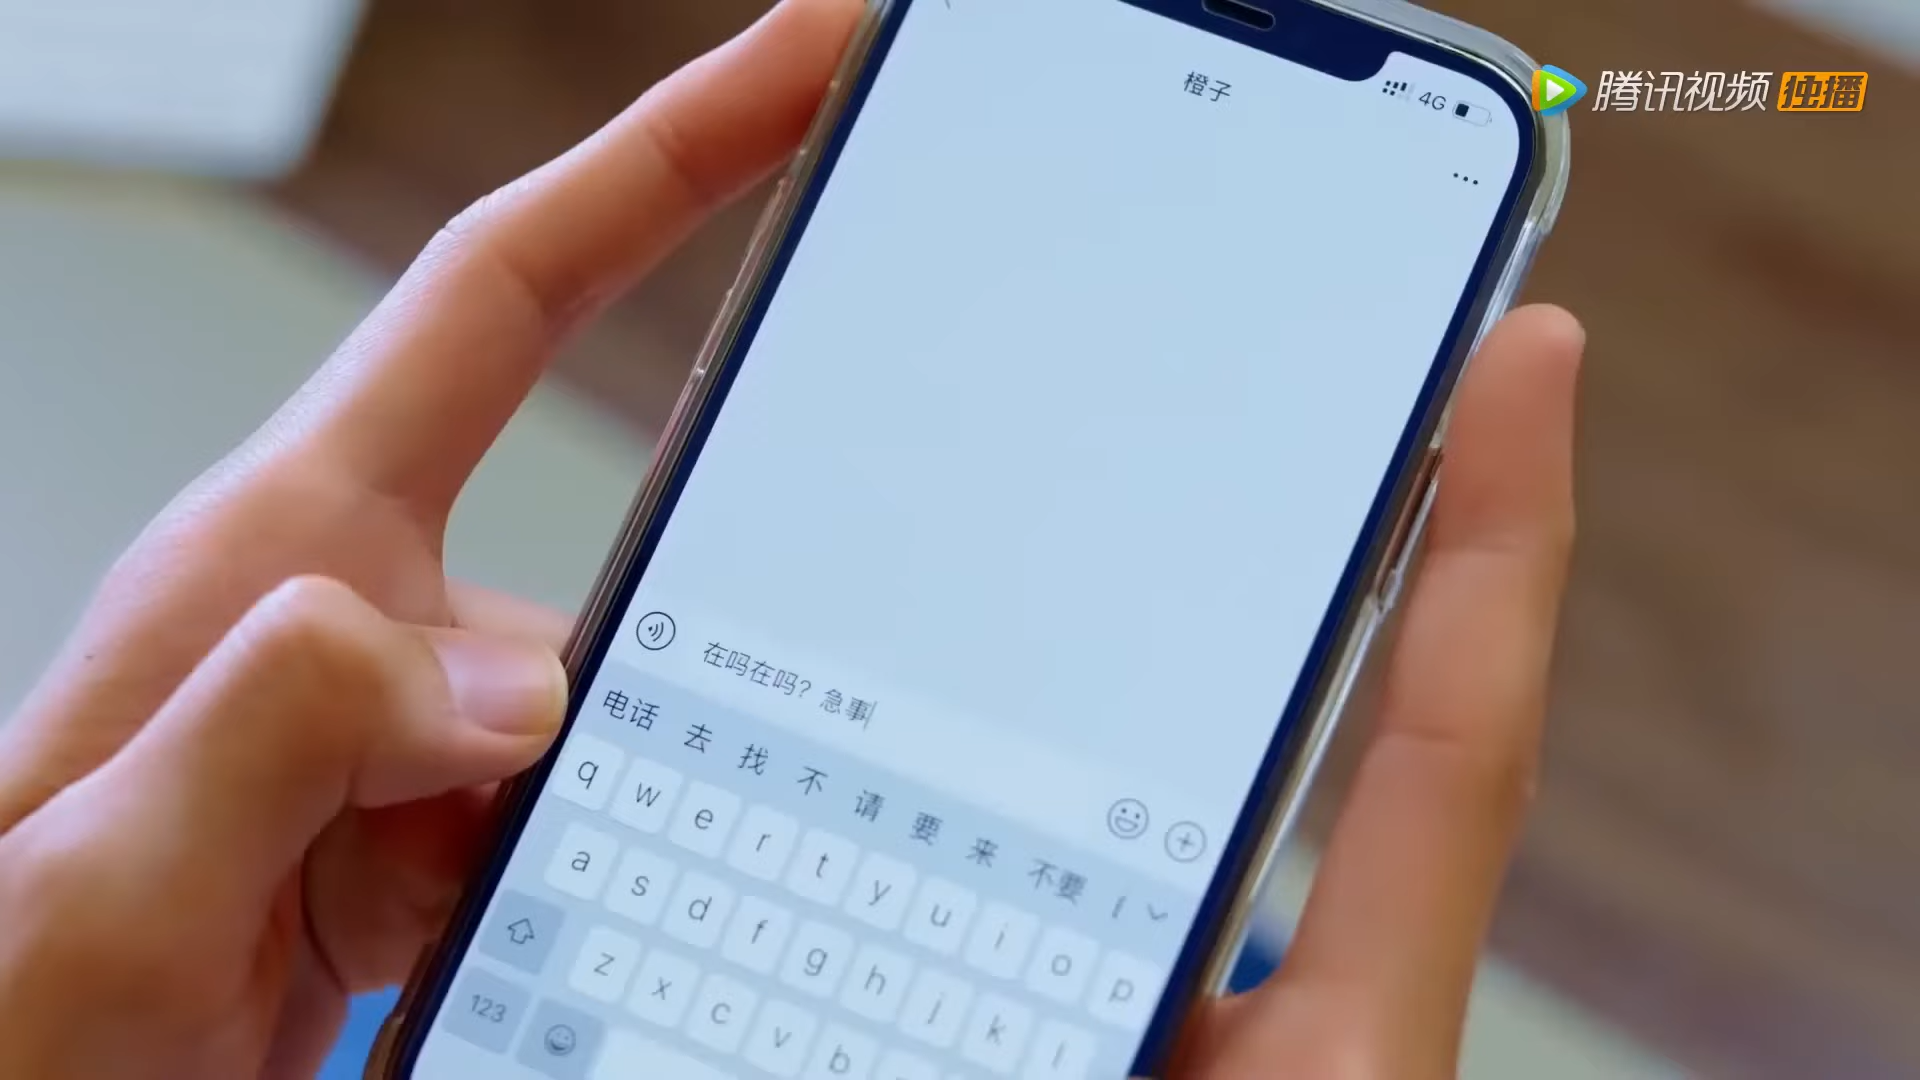 腾讯视频 独播
橙子
4G
在吗在吗？急事
电话 去 找 不 请 要 来 不要
q w e r t y u i o p
a s d f g h j k l
z x c v b
123